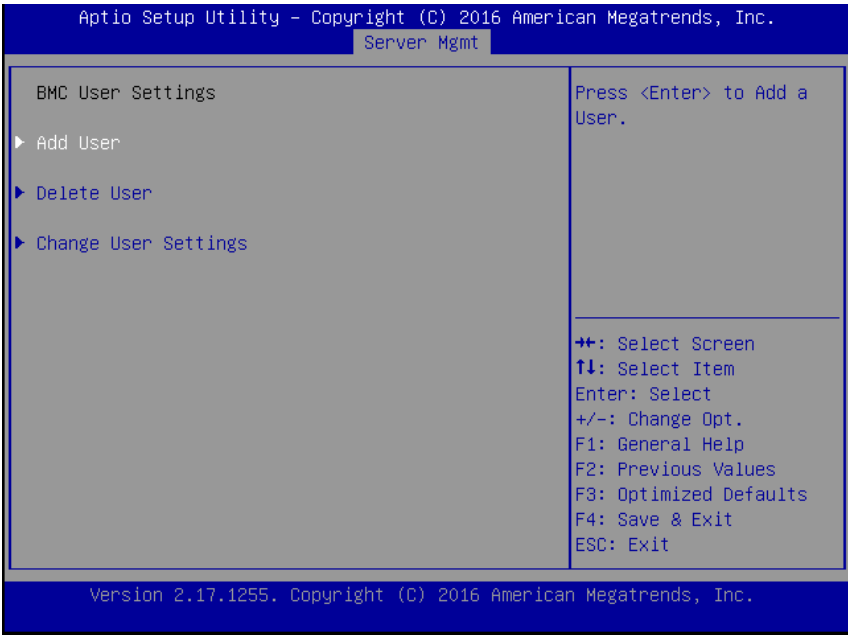 Aptio Setup Utility – Copyright (C) 2016 American Megatrends, Inc.
Server Mgmt
BMC User Settings
▶ Add User
▶ Delete User
▶ Change User Settings
Press <Enter> to Add a
User.
→←: Select Screen
↑↓: Select Item
Enter: Select
+/-: Change Opt.
F1: General Help
F2: Previous Values
F3: Optimized Defaults
F4: Save & Exit
ESC: Exit
Version 2.17.1255. Copyright (C) 2016 American Megatrends, Inc.